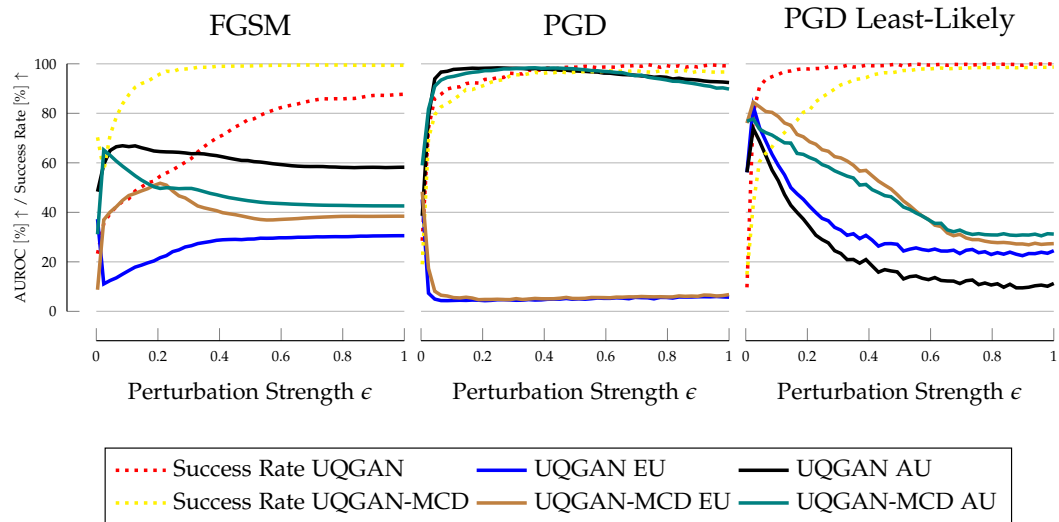 FGSM
PGD
PGD Least-Likely
AUROC [%] ↑ / Success Rate [%] ↑
100
80
60
40
20
0
0 0.2 0.4 0.6 0.8 1
0 0.2 0.4 0.6 0.8 1
0 0.2 0.4 0.6 0.8 1
Perturbation Strength ϵ
Perturbation Strength ϵ
Perturbation Strength ϵ
Success Rate UQGAN
UQGAN EU
UQGAN AU
Success Rate UQGAN-MCD
UQGAN-MCD EU
UQGAN-MCD AU